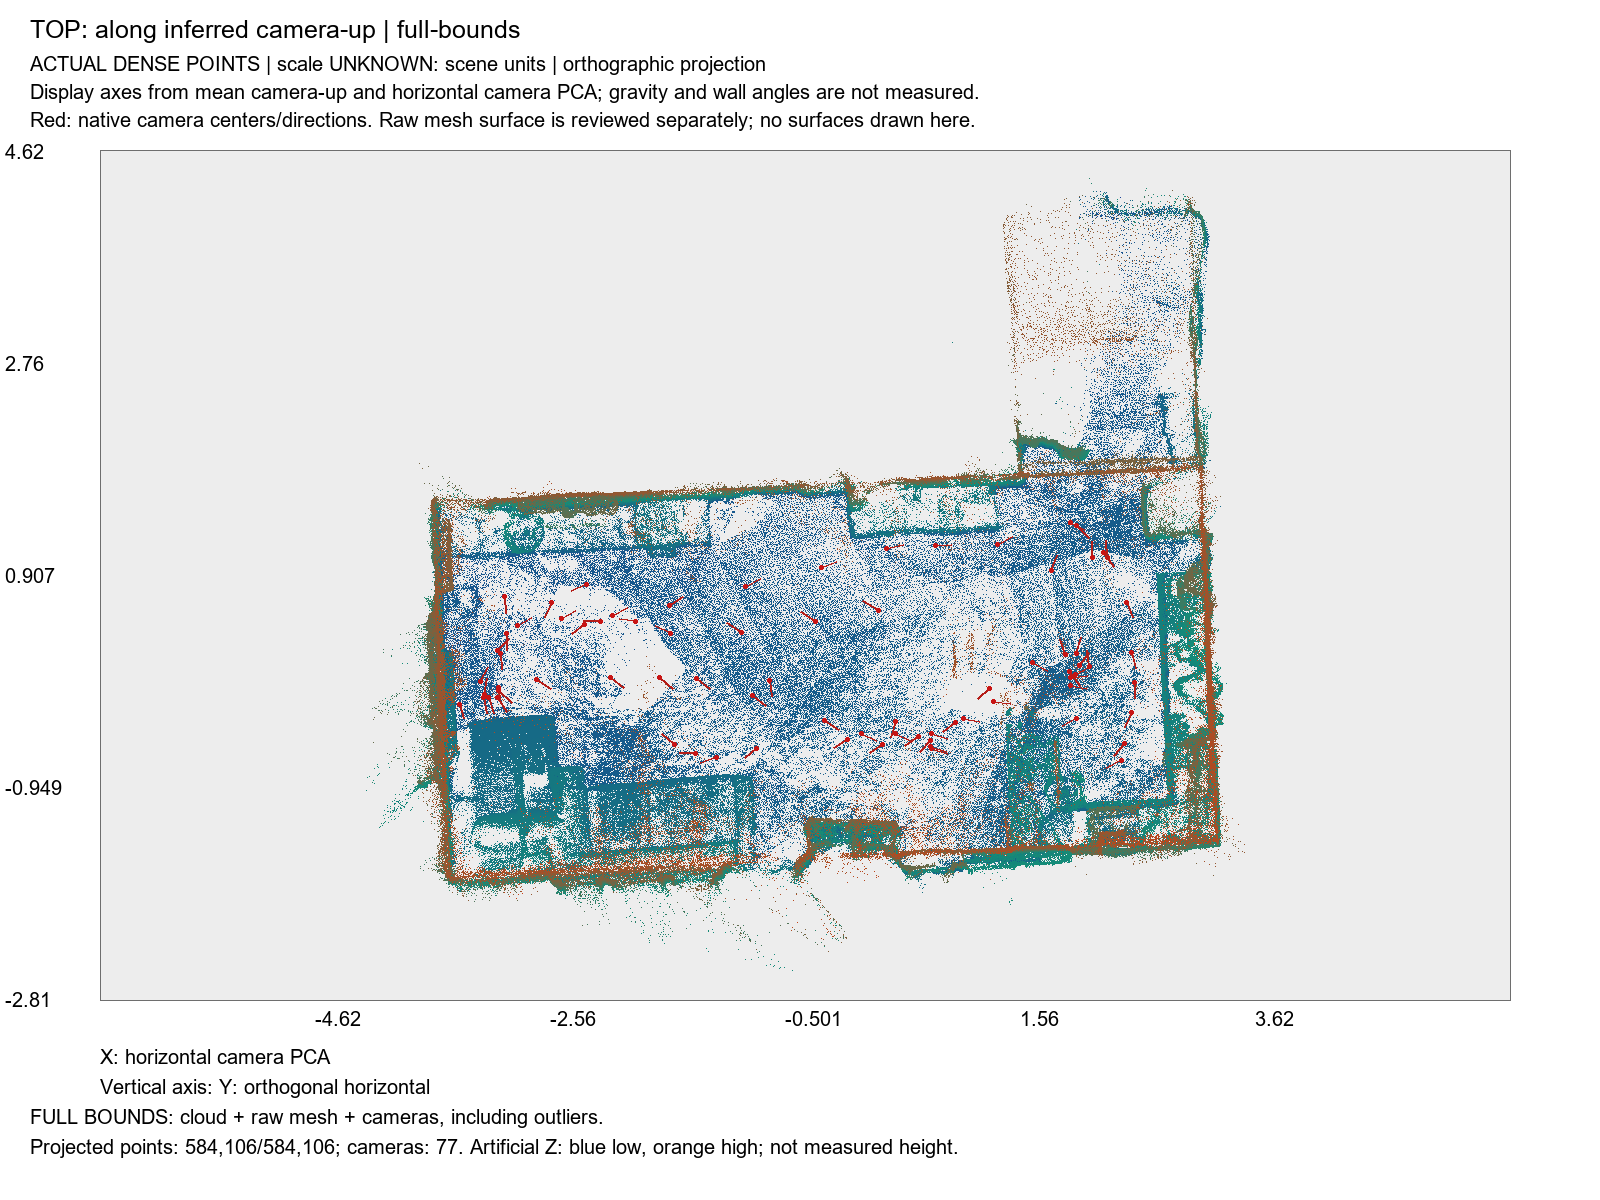 TOP: along inferred camera-up | full-bounds
ACTUAL DENSE POINTS | scale UNKNOWN: scene units | orthographic projection
Display axes from mean camera-up and horizontal camera PCA; gravity and wall angles are not measured.
Red: native camera centers/directions. Raw mesh surface is reviewed separately; no surfaces drawn here.
4.62
2.76
0.907
-0.949
-2.81
-4.62 -2.56 -0.501 1.56 3.62
X: horizontal camera PCA
Vertical axis: Y: orthogonal horizontal
FULL BOUNDS: cloud + raw mesh + cameras, including outliers.
Projected points: 584,106/584,106; cameras: 77. Artificial Z: blue low, orange high; not measured height.